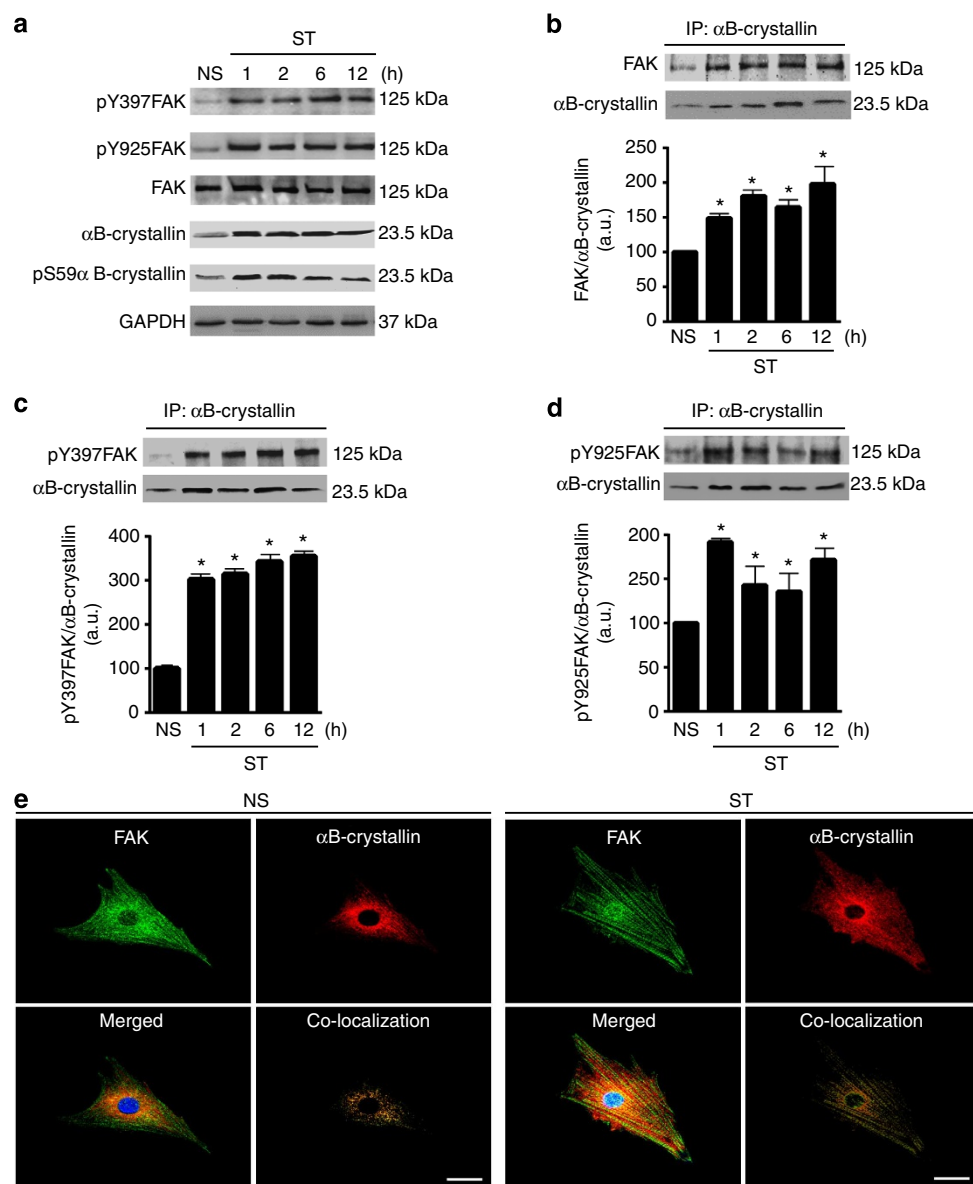 a
ST
NS 1 2 6 12 (h)
pY397FAK 125 kDa
pY925FAK 125 kDa
FAK 125 kDa
αB-crystallin 23.5 kDa
pS59α B-crystallin 23.5 kDa
GAPDH 37 kDa
b
IP: αB-crystallin
FAK 125 kDa
αB-crystallin 23.5 kDa
FAK/αB-crystallin
(a.u.)
250
200
150
100
50
0
* * * *
NS 1 2 6 12 (h)
ST
c
IP: αB-crystallin
pY397FAK 125 kDa
αB-crystallin 23.5 kDa
pY397FAK/αB-crystallin
(a.u.)
400
300
200
100
0
* * * *
NS 1 2 6 12 (h)
ST
d
IP: αB-crystallin
pY925FAK 125 kDa
αB-crystallin 23.5 kDa
pY925FAK/αB-crystallin
(a.u.)
200
250
100
50
0
* * * *
NS 1 2 6 12 (h)
ST
e
NS ST
FAK αB-crystallin FAK αB-crystallin
Merged Co-localization Merged Co-localization